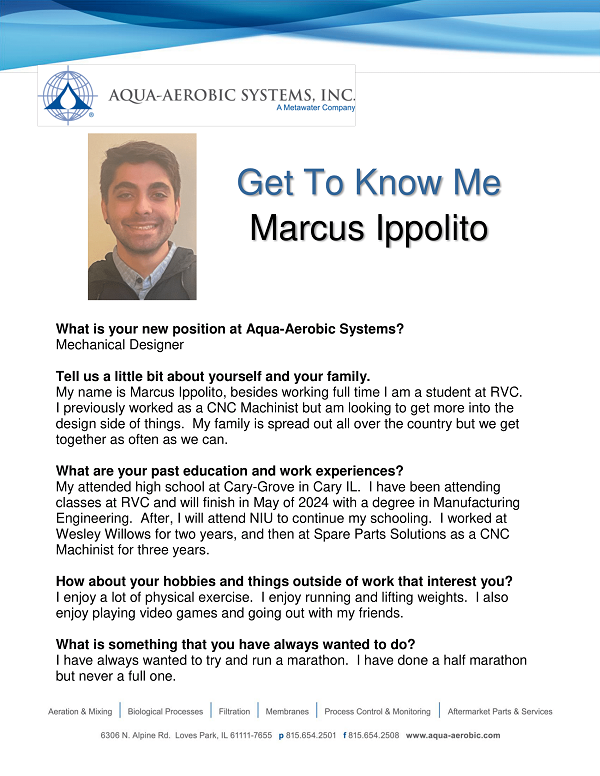 AQUA-AEROBIC SYSTEMS, INC.
A Metawater Company
®
Get To Know Me
Marcus Ippolito
What is your new position at Aqua-Aerobic Systems?
Mechanical Designer
Tell us a little bit about yourself and your family.
My name is Marcus Ippolito, besides working full time I am a student at RVC.
I previously worked as a CNC Machinist but am looking to get more into the
design side of things.  My family is spread out all over the country but we get
together as often as we can.
What are your past education and work experiences?
My attended high school at Cary-Grove in Cary IL.  I have been attending
classes at RVC and will finish in May of 2024 with a degree in Manufacturing
Engineering.  After, I will attend NIU to continue my schooling.  I worked at
Wesley Willows for two years, and then at Spare Parts Solutions as a CNC
Machinist for three years.
How about your hobbies and things outside of work that interest you?
I enjoy a lot of physical exercise.  I enjoy running and lifting weights.  I also
enjoy playing video games and going out with my friends.
What is something that you have always wanted to do?
I have always wanted to try and run a marathon.  I have done a half marathon
but never a full one.
Aeration & Mixing | Biological Processes | Filtration | Membranes | Process Control & Monitoring | Aftermarket Parts & Services
6306 N. Alpine Rd.  Loves Park, IL 61111-7655  p 815.654.2501  f 815.654.2508  www.aqua-aerobic.com